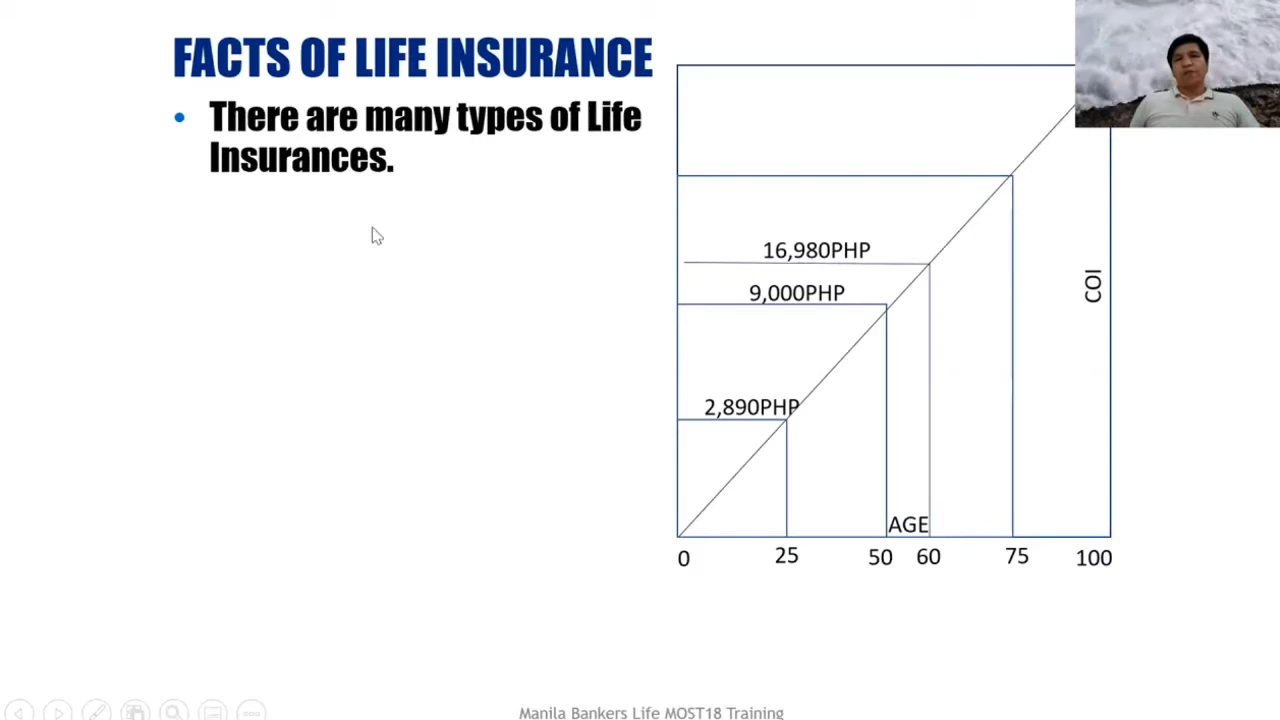 FACTS OF LIFE INSURANCE
• There are many types of Life
Insurances.
16,980PHP
9,000PHP
2,890PHP
COI
AGE
0 25 50 60 75 100
Manila Bankers Life MOST18 Training